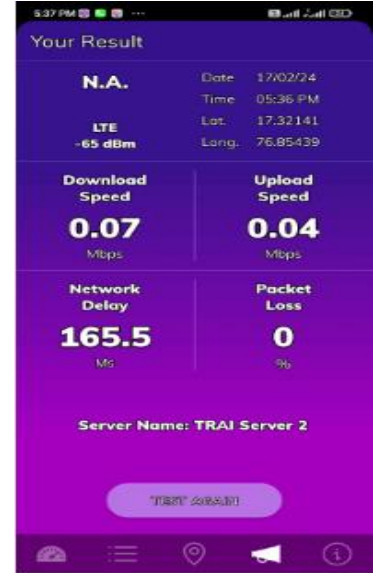 5:37 PM
Your Result
N.A.
Date 17/02/24
Time 05:36 PM
LTE
Lat. 17.32141
-65 dBm
Long. 76.85439
Download Speed
Upload Speed
0.07
0.04
Mbps
Mbps
Network Delay
Packet Loss
165.5
0
Ms
%
Server Name: TRAI Server 2
TEST AGAIN